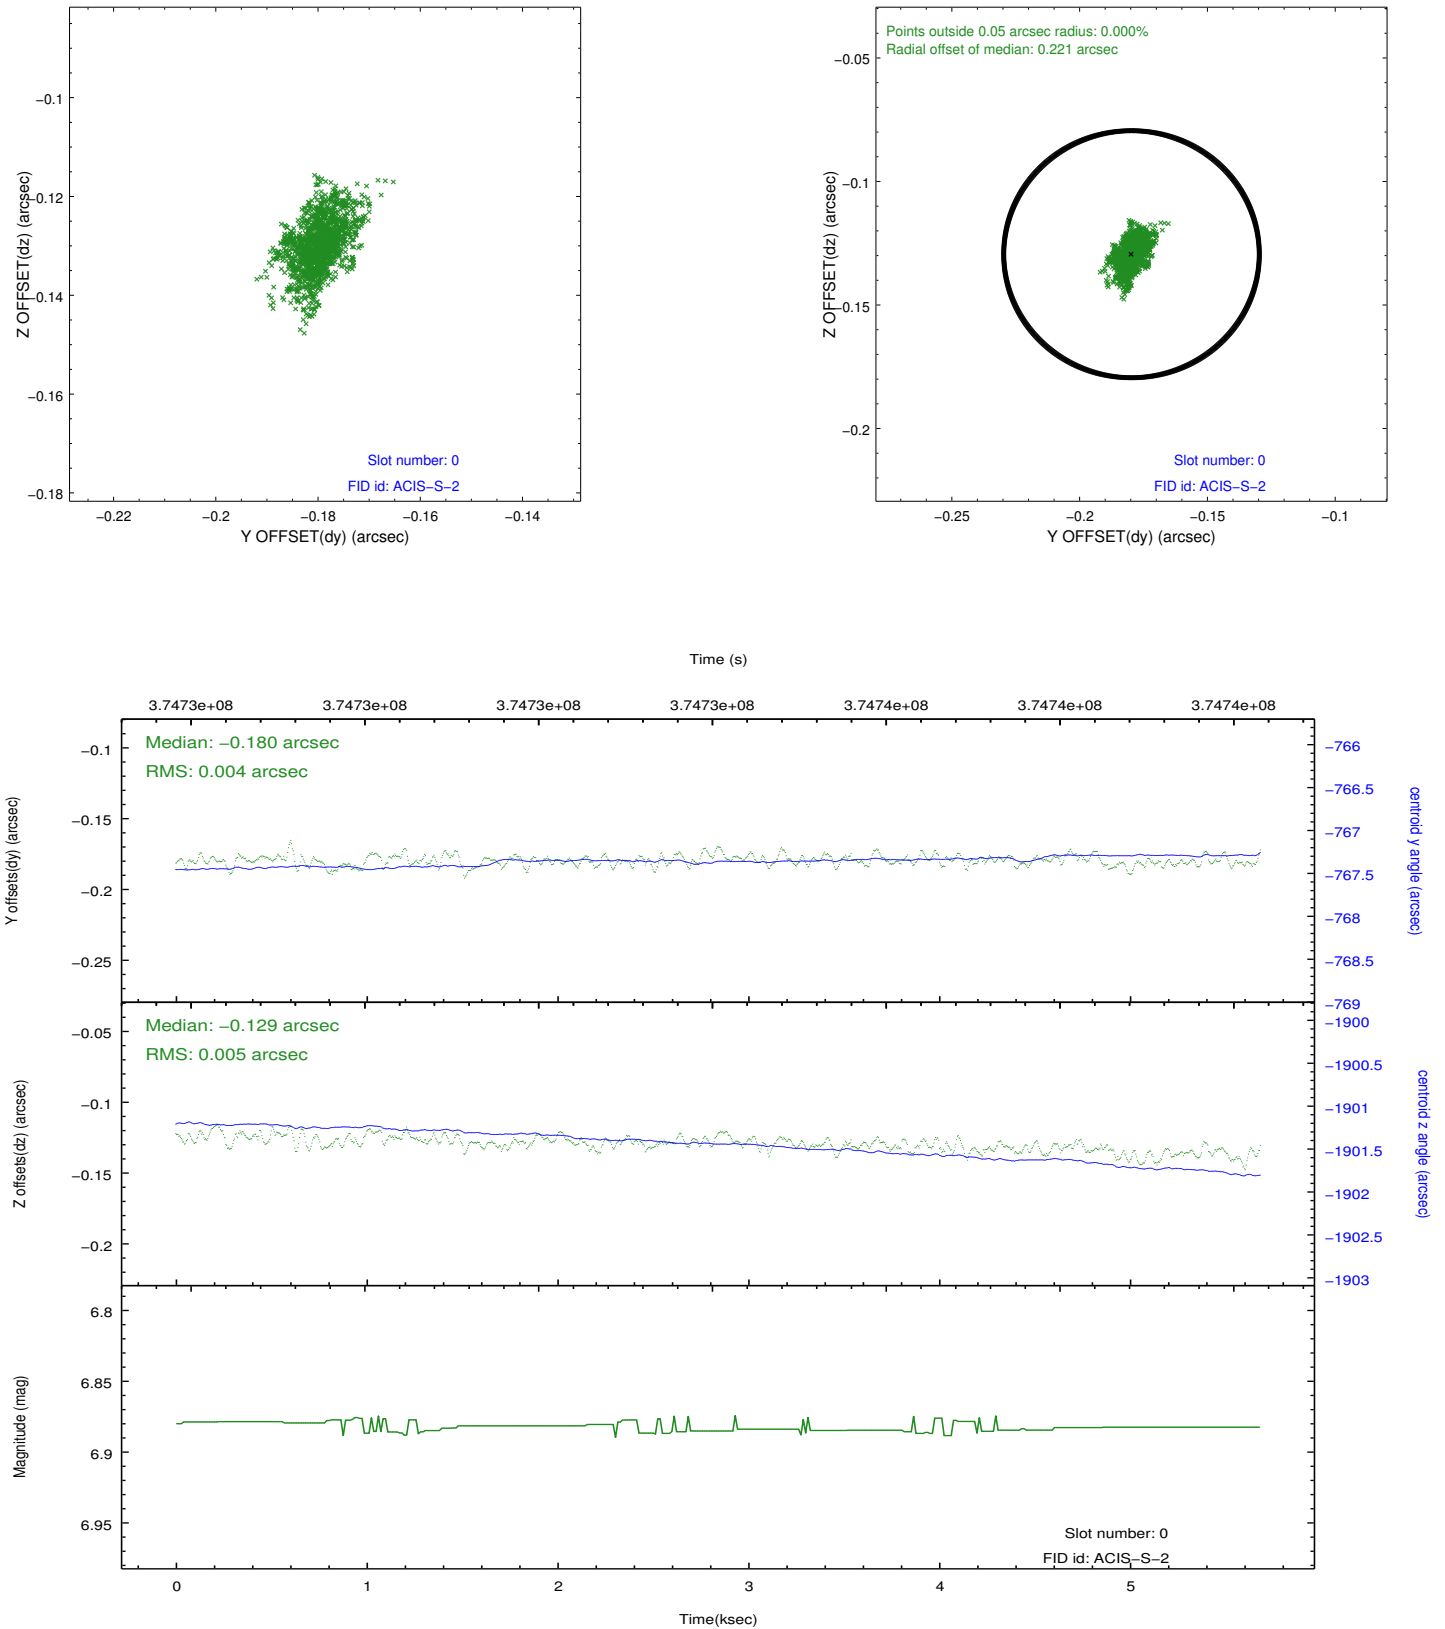 −0.1
−0.12
−0.14
−0.16
−0.18
Z OFFSET(dz) (arcsec)
Slot number: 0
FID id: ACIS−S−2
−0.22
−0.2
−0.18
−0.16
−0.14
Y OFFSET(dy) (arcsec)
Points outside 0.05 arcsec radius: 0.000%
Radial offset of median: 0.221 arcsec
−0.05
−0.1
−0.15
−0.2
Z OFFSET(dz) (arcsec)
Slot number: 0
FID id: ACIS−S−2
−0.25
−0.2
−0.15
−0.1
Y OFFSET(dy) (arcsec)
Time (s)
3.7473e+08
3.7473e+08
3.7473e+08
3.7473e+08
3.7474e+08
3.7474e+08
3.7474e+08
Median: −0.180 arcsec
RMS: 0.004 arcsec
−0.1
−0.15
−0.2
−0.25
Y offsets(dy) (arcsec)
−766
−766.5
−767
−767.5
−768
−768.5
−769
centroid y angle (arcsec)
Median: −0.129 arcsec
RMS: 0.005 arcsec
−0.05
−0.1
−0.15
−0.2
Z offsets(dz) (arcsec)
−1900
−1900.5
−1901
−1901.5
−1902
−1902.5
−1903
centroid z angle (arcsec)
6.8
6.85
6.9
6.95
Magnitude (mag)
Slot number: 0
FID id: ACIS−S−2
0
1
2
3
4
5
Time(ksec)